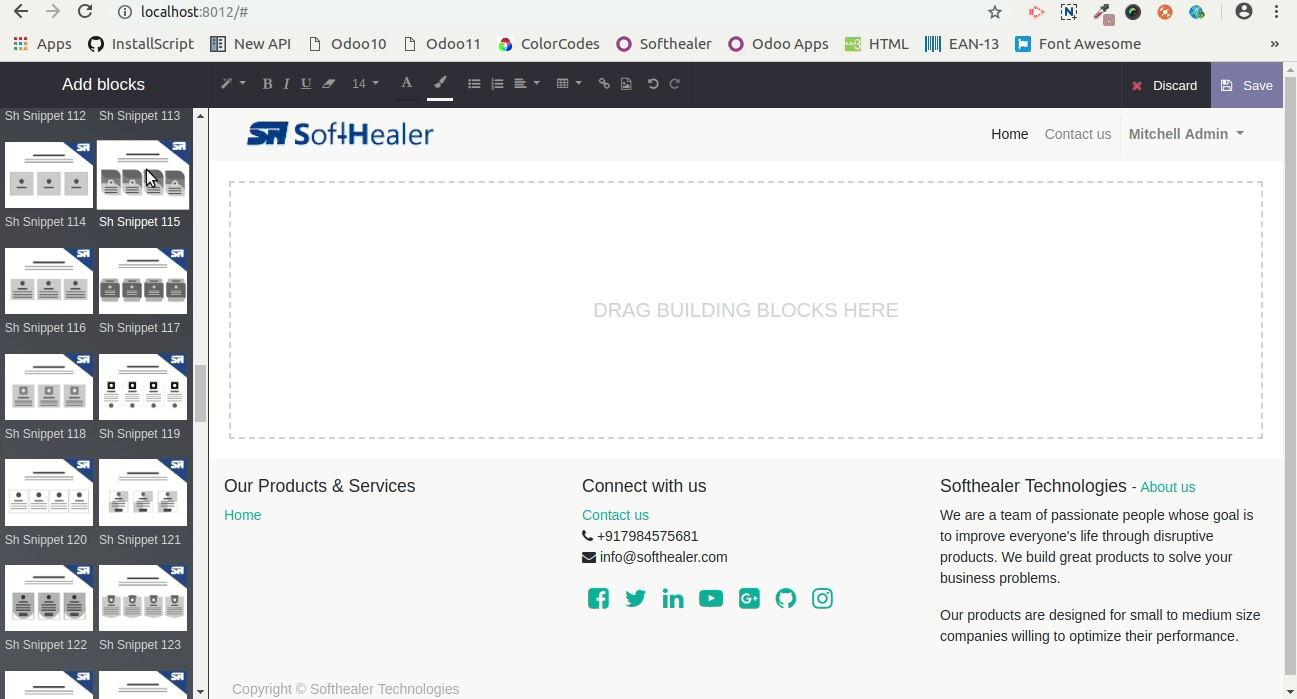 localhost:8012/#
Apps InstallScript New API Odoo10 Odoo11 ColorCodes Softhealer Odoo Apps HTML EAN-13 Font Awesome »
Add blocks
B I U 14 A
Discard Save
Sh Snippet 112 Sh Snippet 113
Sh Snippet 114 Sh Snippet 115
Sh Snippet 116 Sh Snippet 117
Sh Snippet 118 Sh Snippet 119
Sh Snippet 120 Sh Snippet 121
Sh Snippet 122 Sh Snippet 123
SofHealer
Home Contact us Mitchell Admin
DRAG BUILDING BLOCKS HERE
Our Products & Services
Home
Connect with us
Contact us
+917984575681
info@softhealer.com
Softhealer Technologies - About us
We are a team of passionate people whose goal is
to improve everyone's life through disruptive
products. We build great products to solve your
business problems.
Our products are designed for small to medium size
companies willing to optimize their performance.
Copyright © Softhealer Technologies